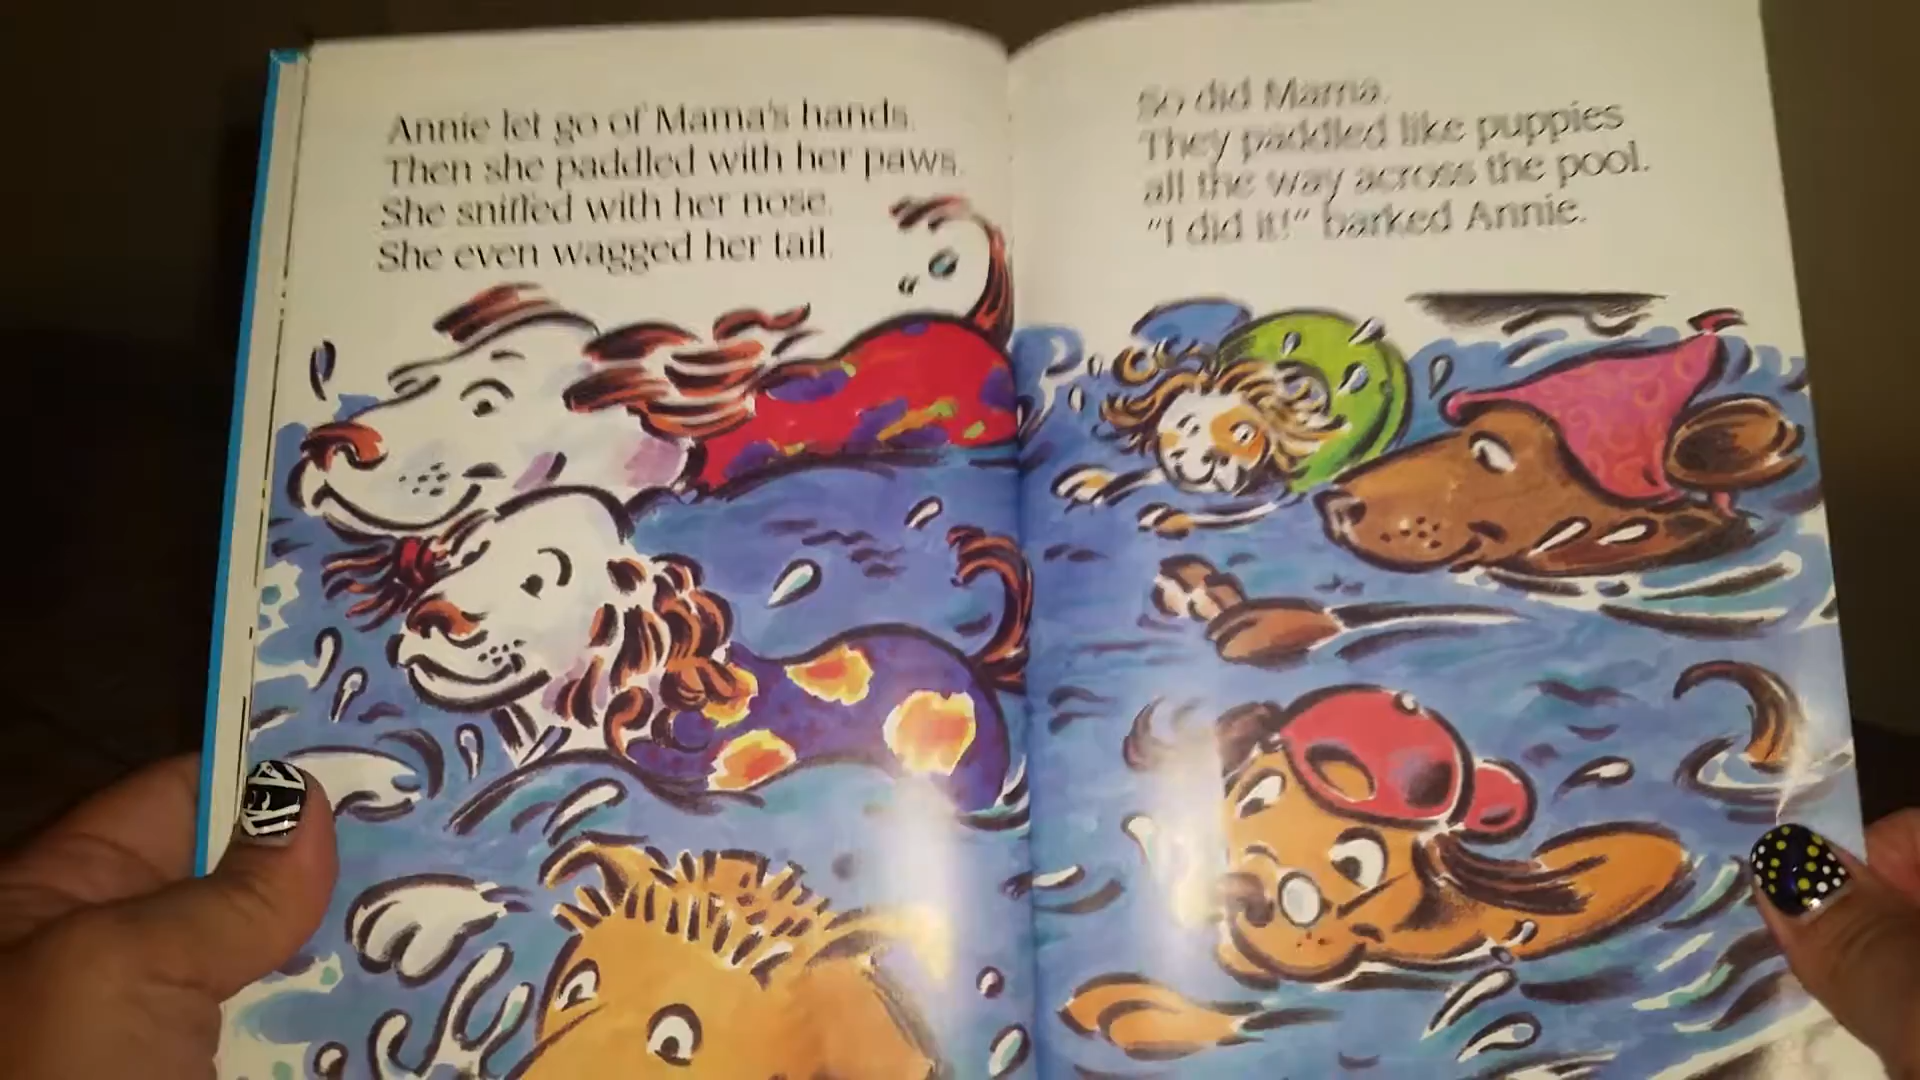 Annie let go of Mama's hands.
Then she paddled with her paws.
She sniffed with her nose.
She even wagged her tail.
So did Mama.
They paddled like puppies
all the way across the pool.
"I did it!" barked Annie.